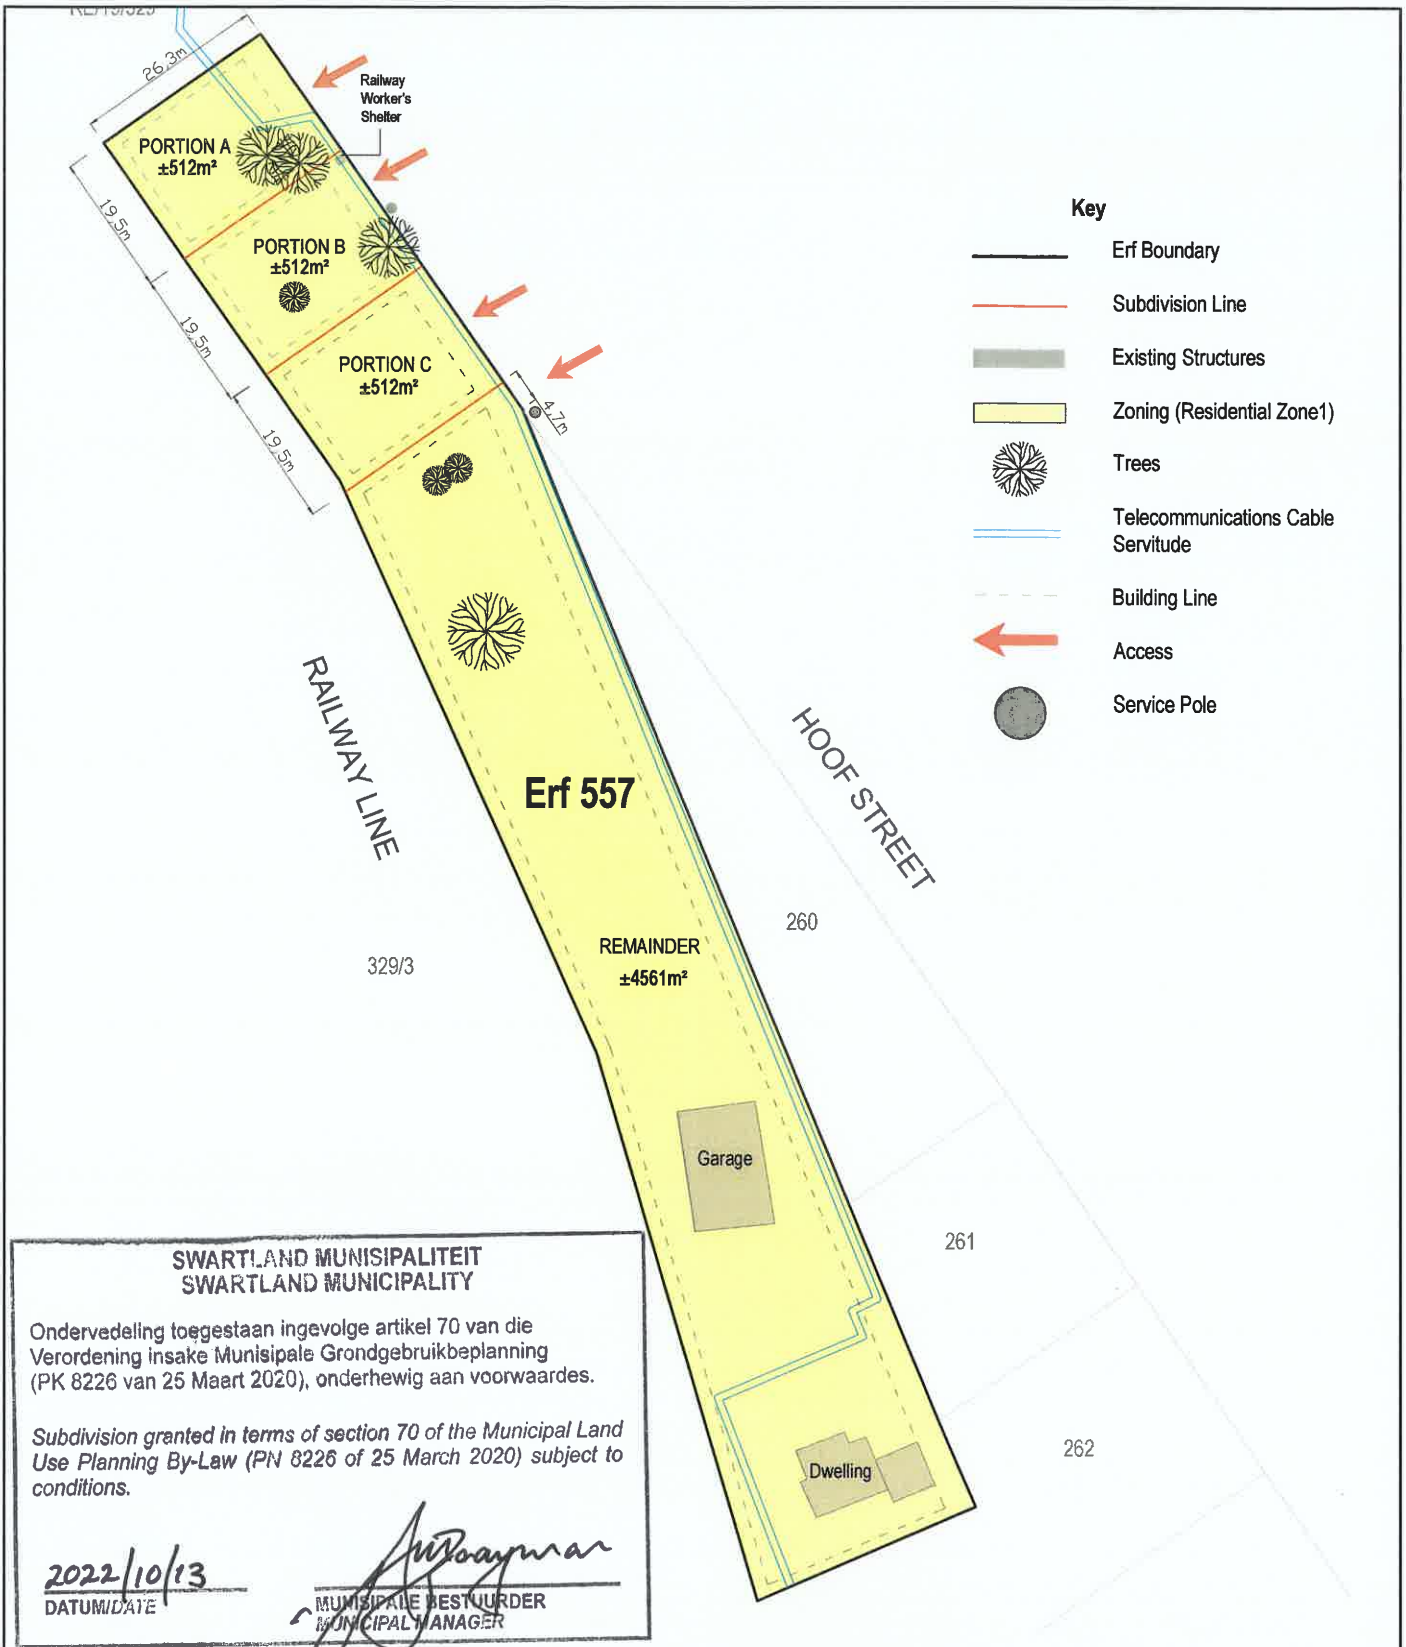 26,3m
Railway
Worker's
Shelter
PORTION A
±512m²
19,5m
PORTION B
±512m²
19,5m
PORTION C
±512m²
19,5m
4,7m
Key
Erf Boundary
Subdivision Line
Existing Structures
Zoning (Residential Zone1)
Trees
Telecommunications Cable
Servitude
Building Line
Access
Service Pole
RAILWAY LINE
HOOF STREET
Erf 557
260
REMAINDER
±4561m²
329/3
Garage
261
262
Dwelling
SWARTLAND MUNISIPALITEIT
SWARTLAND MUNICIPALITY
Ondervedeling toegestaan ingevolge artikel 70 van die
Verordening insake Munisipale Grondgebruikbeplanning
(PK 8226 van 25 Maart 2020), onderhewig aan voorwaardes.
Subdivision granted in terms of section 70 of the Municipal Land
Use Planning By-Law (PN 8226 of 25 March 2020) subject to
conditions.
2022/10/13
DATUM/DATE
MUNISIPALE BESTUURDER
MUNICIPAL MANAGER